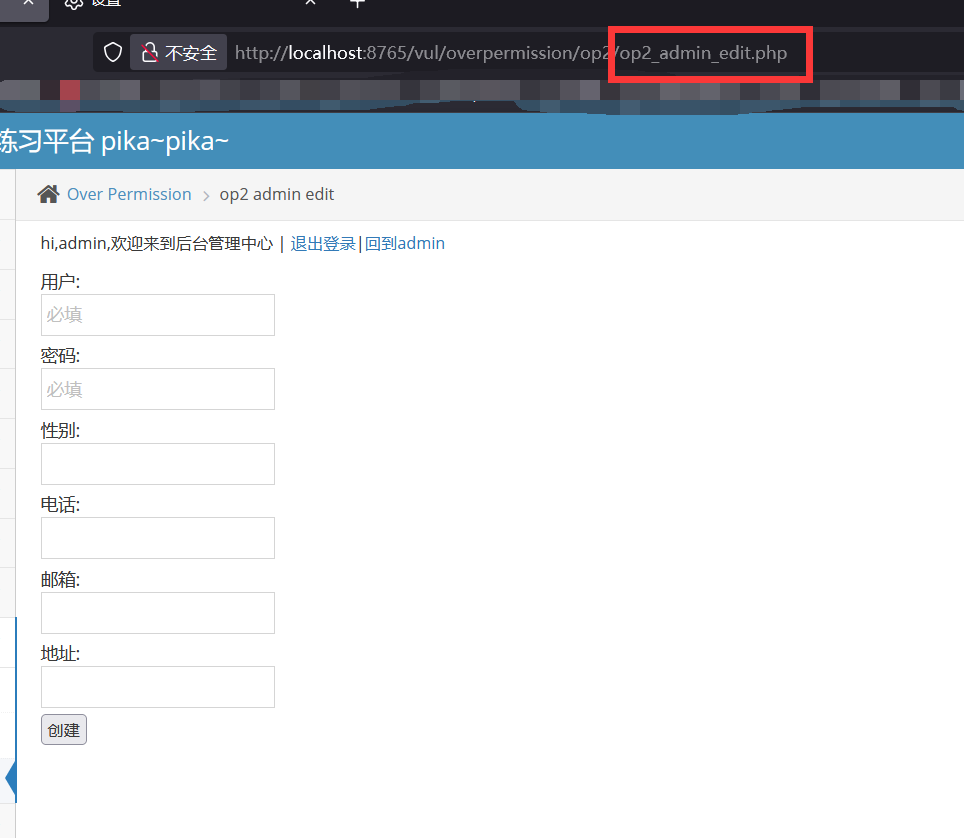 设置
不安全 http://localhost:8765/vul/overpermission/op2/op2_admin_edit.php
练习平台 pika~pika~
Over Permission > op2 admin edit
hi,admin,欢迎来到后台管理中心 | 退出登录|回到admin
用户:
必填
密码:
必填
性别:
电话:
邮箱:
地址:
创建